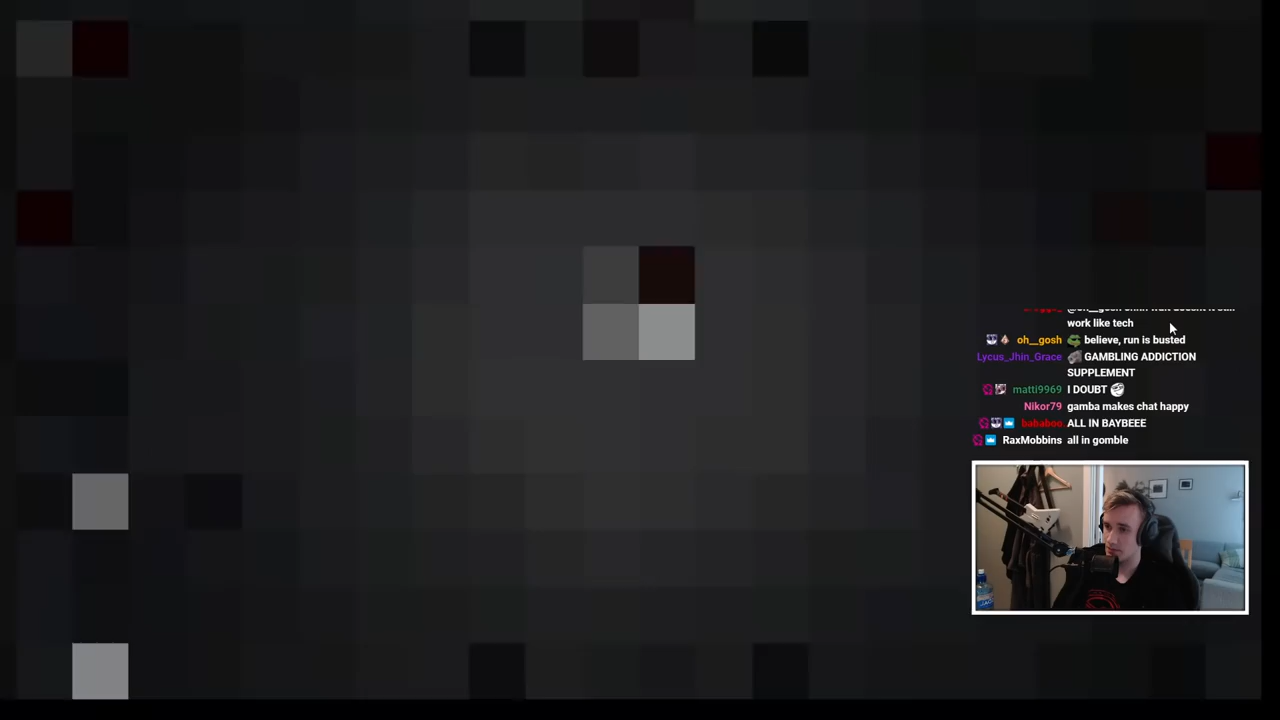 work like tech
oh__gosh believe, run is busted
Lycus_Jhin_Grace GAMBLING ADDICTION
SUPPLEMENT
matti9969 I DOUBT
Nikor79 gamba makes chat happy
bababoo ALL IN BAYBEEE
RaxMobbins all in gomble